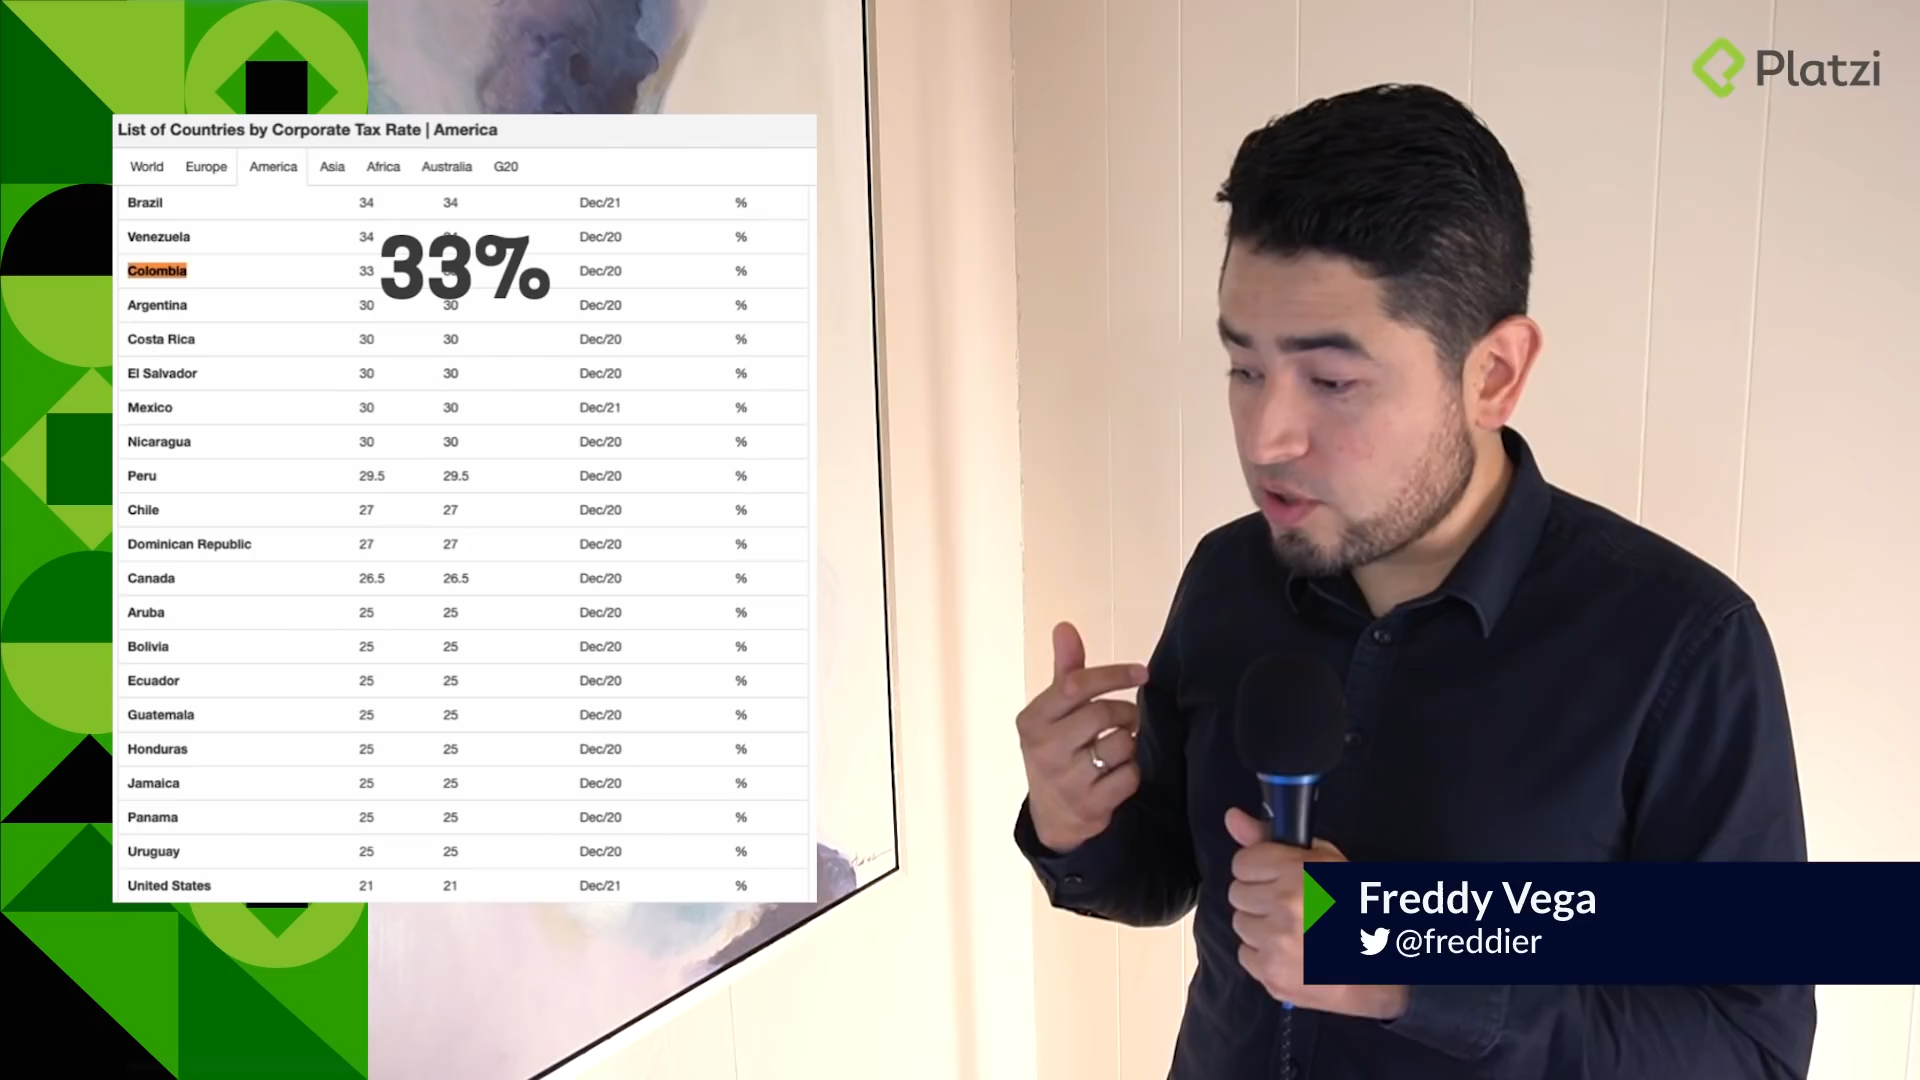 Platzi
List of Countries by Corporate Tax Rate | America
World Europe America Asia Africa Australia G20
Brazil 34 34 Dec/21 %
Venezuela 34 Dec/20 %
Colombia 33 Dec/20 %
33%
Argentina 30 30 Dec/20 %
Costa Rica 30 30 Dec/20 %
El Salvador 30 30 Dec/20 %
Mexico 30 30 Dec/21 %
Nicaragua 30 30 Dec/20 %
Peru 29.5 29.5 Dec/20 %
Chile 27 27 Dec/20 %
Dominican Republic 27 27 Dec/20 %
Canada 26.5 26.5 Dec/20 %
Aruba 25 25 Dec/20 %
Bolivia 25 25 Dec/20 %
Ecuador 25 25 Dec/20 %
Guatemala 25 25 Dec/20 %
Honduras 25 25 Dec/20 %
Jamaica 25 25 Dec/20 %
Panama 25 25 Dec/20 %
Uruguay 25 25 Dec/20 %
United States 21 21 Dec/21 %
Freddy Vega
@freddier